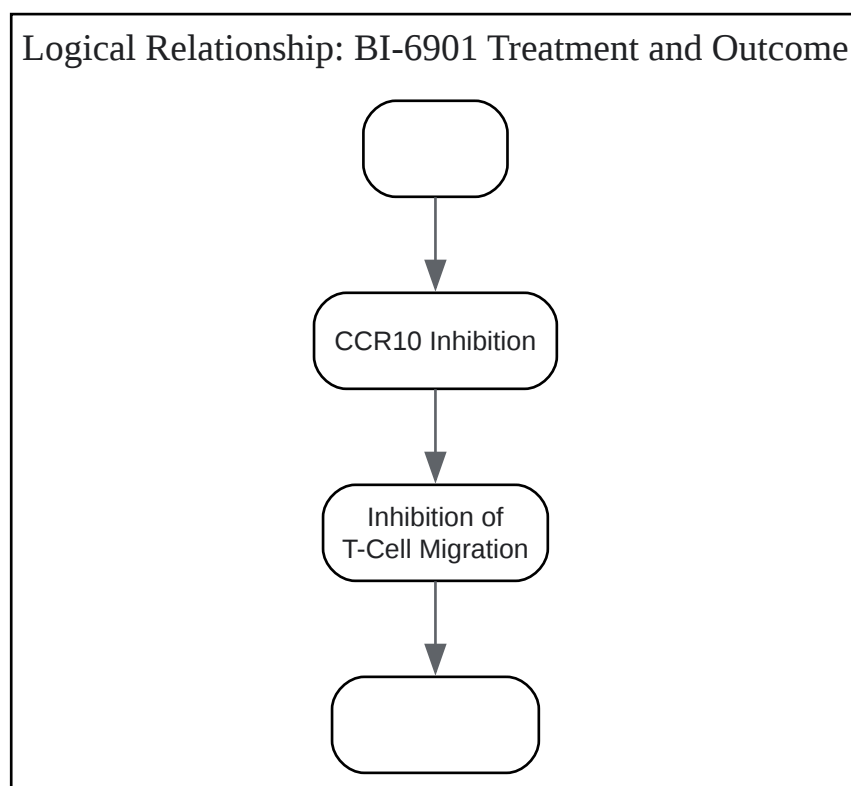 Logical Relationship: BI-6901 Treatment and Outcome
CCR10 Inhibition
Inhibition of
T-Cell Migration